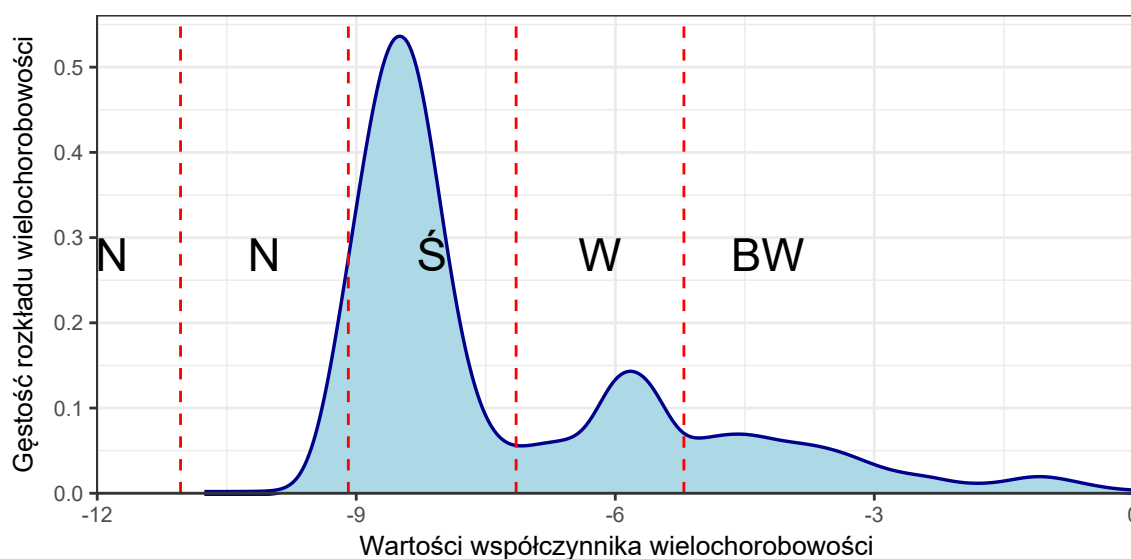 Gęstość rozkładu wielochorobowości
0.5
0.4
0.3
0.2
0.1
0.0
N N Ś W BW
-12 -9 -6 -3 0
Wartości współczynnika wielochorobowości